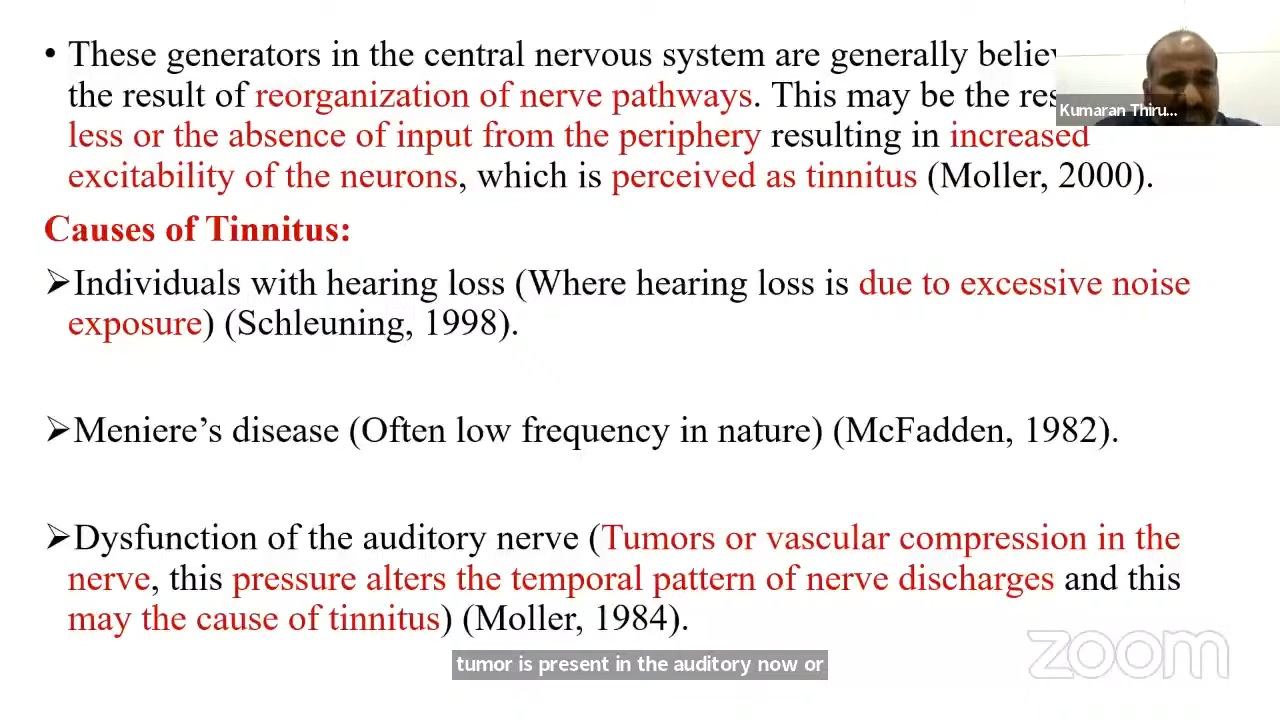 • These generators in the central nervous system are generally
the result of reorganization of nerve pathways. This may be the
less or the absence of input from the periphery resulting in increased
excitability of the neurons, which is perceived as tinnitus (Moller, 2000).
Kumaran Thiru...
Causes of Tinnitus:
➢Individuals with hearing loss (Where hearing loss is due to excessive noise
exposure) (Schleuning, 1998).
➢Meniere’s disease (Often low frequency in nature) (McFadden, 1982).
➢Dysfunction of the auditory nerve (Tumors or vascular compression in the
nerve, this pressure alters the temporal pattern of nerve discharges and this
may the cause of tinnitus) (Moller, 1984).
tumor is present in the auditory now or
zoom